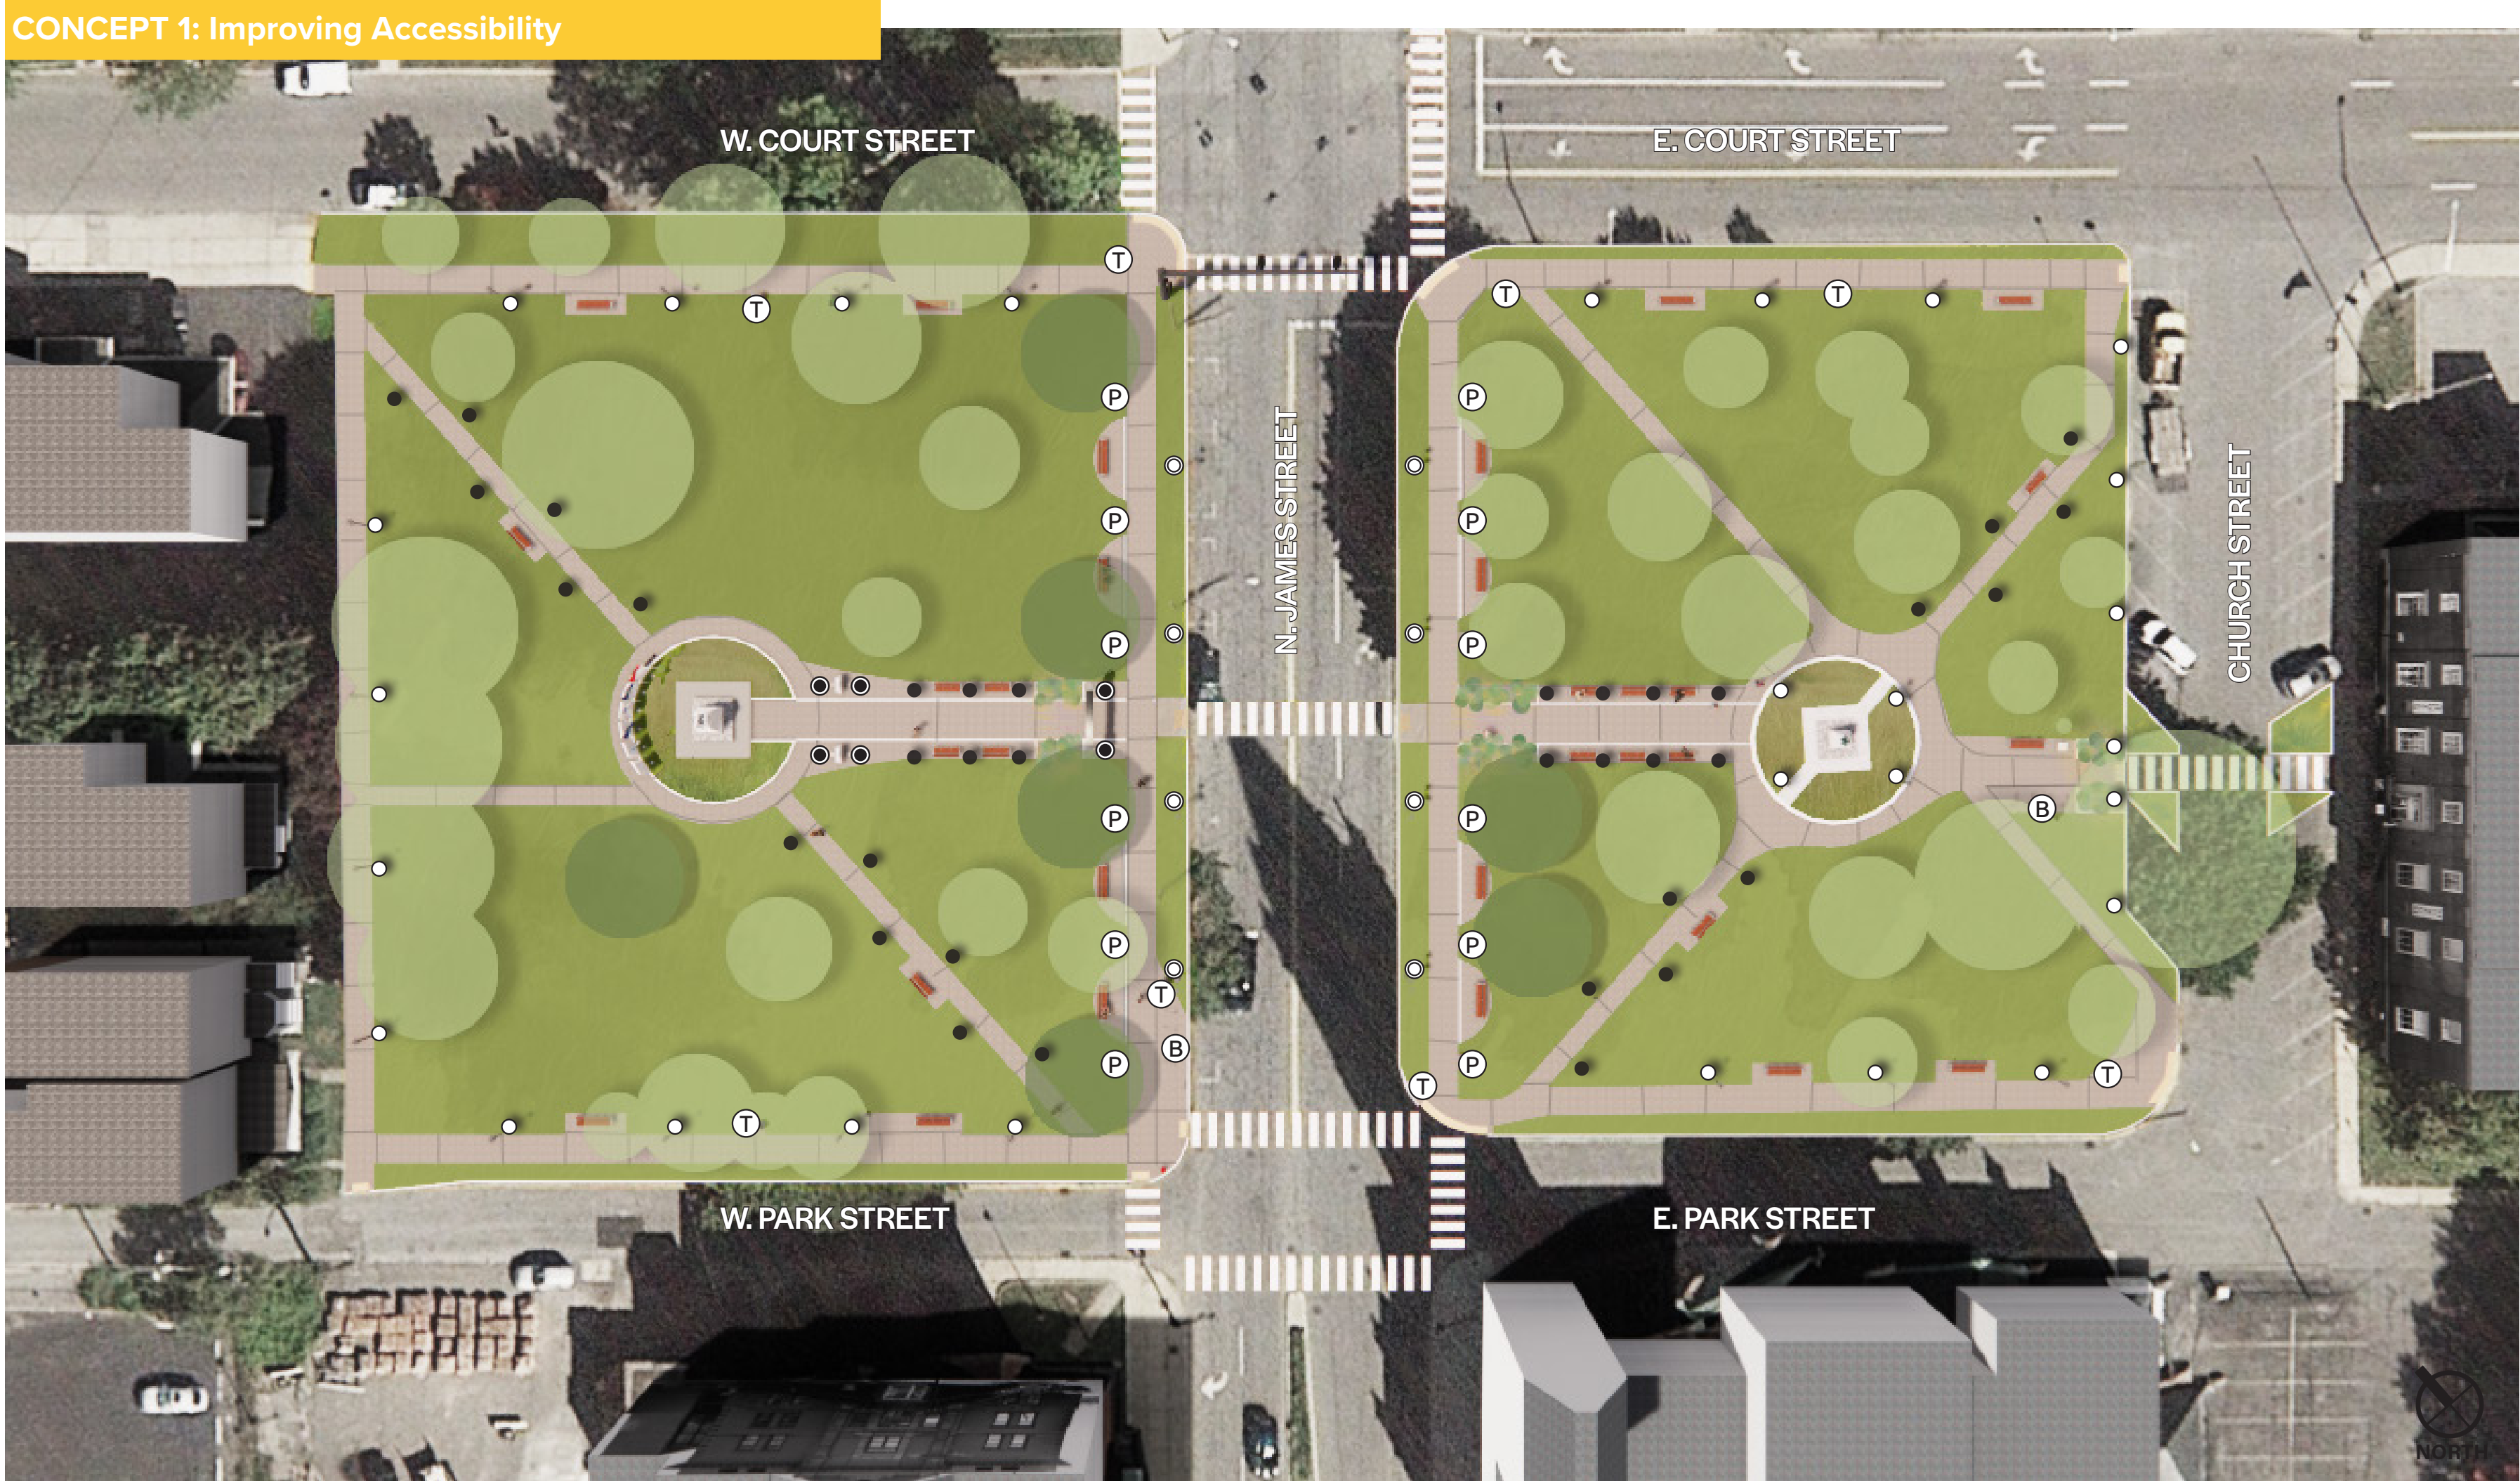 CONCEPT 1: Improving Accessibility
W. COURT STREET
E. COURT STREET
T
T
T
T
P
P
N. JAMES STREET
CHURCH STREET
P
P
P
P
B
P
P
P
P
T
B
P
P
T
T
T
W. PARK STREET
E. PARK STREET
NORTH